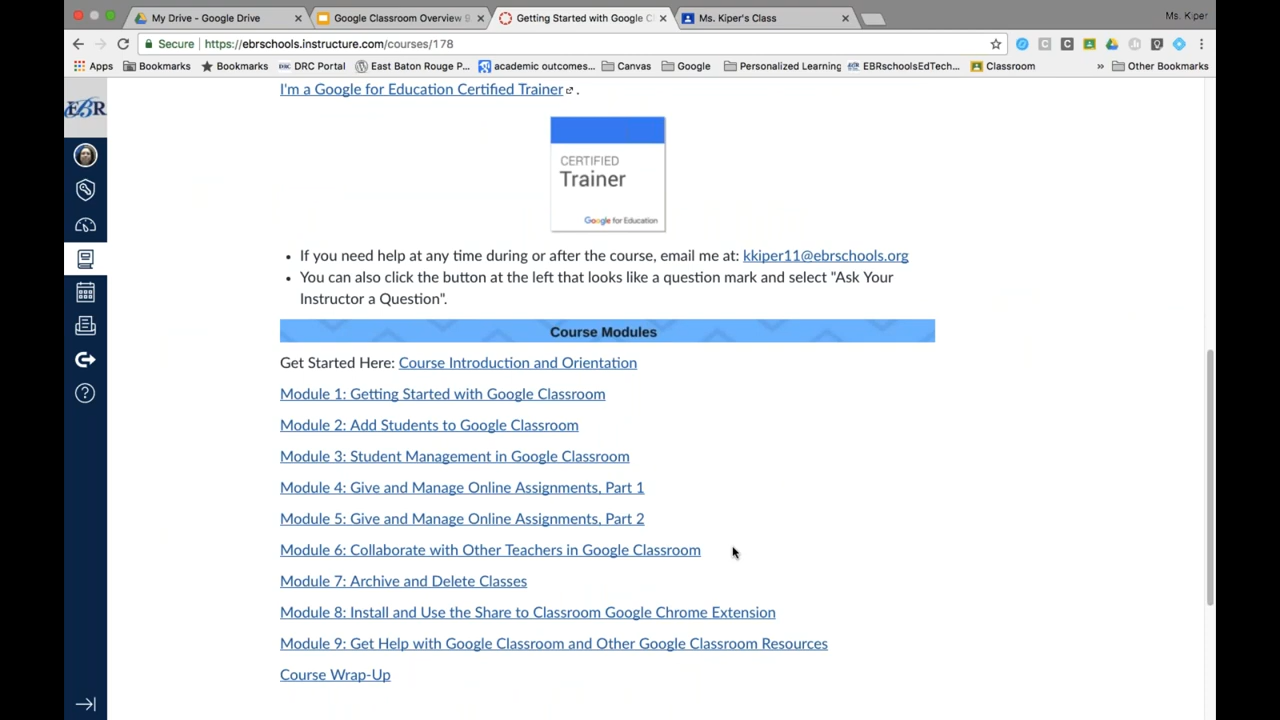 My Drive - Google Drive
Google Classroom Overview 9
Getting Started with Google Cl
Ms. Kiper's Class
Ms. Kiper
Secure
https://ebrschools.instructure.com/courses/178
Apps
Bookmarks
Bookmarks
DRC Portal
East Baton Rouge P...
academic outcomes...
Canvas
Google
Personalized Learning
EBRschoolsEdTech...
Classroom
»
Other Bookmarks
EBR
I'm a Google for Education Certified Trainer .
CERTIFIED
Trainer
Google for Education
• If you need help at any time during or after the course, email me at: kkiper11@ebrschools.org
• You can also click the button at the left that looks like a question mark and select "Ask Your
Instructor a Question".
Course Modules
Get Started Here: Course Introduction and Orientation
Module 1: Getting Started with Google Classroom
Module 2: Add Students to Google Classroom
Module 3: Student Management in Google Classroom
Module 4: Give and Manage Online Assignments, Part 1
Module 5: Give and Manage Online Assignments, Part 2
Module 6: Collaborate with Other Teachers in Google Classroom
Module 7: Archive and Delete Classes
Module 8: Install and Use the Share to Classroom Google Chrome Extension
Module 9: Get Help with Google Classroom and Other Google Classroom Resources
Course Wrap-Up